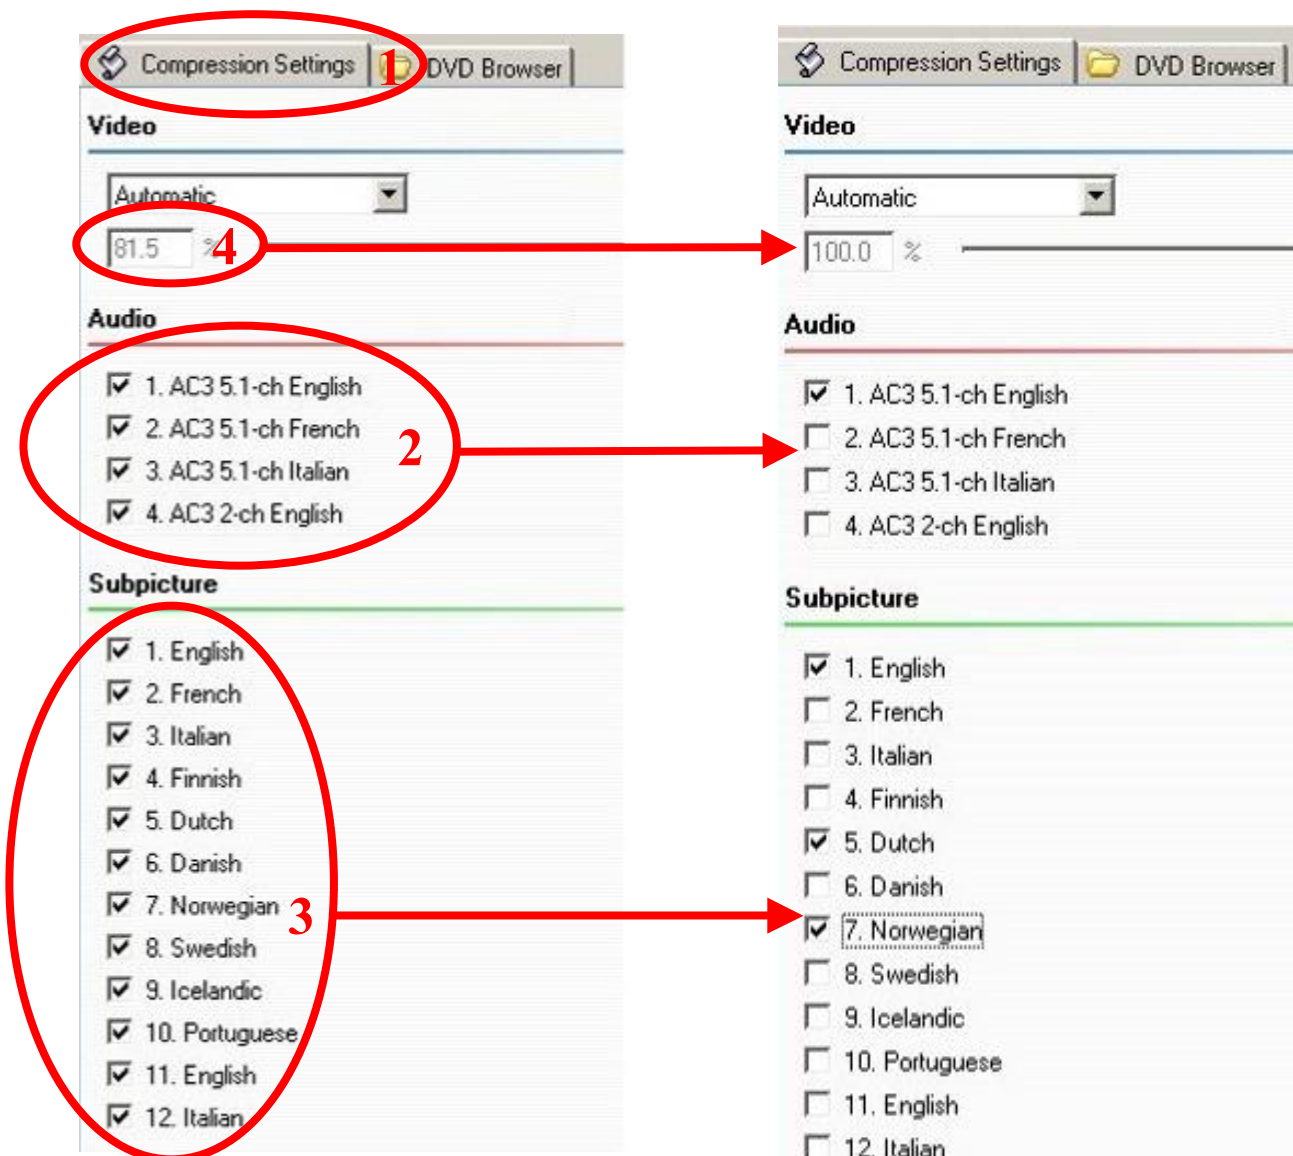 Compression Settings 1 DVD Browser
Video
Automatic
81.5 % 4
Audio
1. AC3 5.1-ch English
2. AC3 5.1-ch French
2
3. AC3 5.1-ch Italian
4. AC3 2-ch English
Subpicture
1. English
2. French
3. Italian
4. Finnish
5. Dutch
6. Danish
7. Norwegian
3
8. Swedish
9. Icelandic
10. Portuguese
11. English
12. Italian
Compression Settings DVD Browser
Video
Automatic
100.0 %
Audio
1. AC3 5.1-ch English
2. AC3 5.1-ch French
3. AC3 5.1-ch Italian
4. AC3 2-ch English
Subpicture
1. English
2. French
3. Italian
4. Finnish
5. Dutch
6. Danish
7. Norwegian
8. Swedish
9. Icelandic
10. Portuguese
11. English
12. Italian